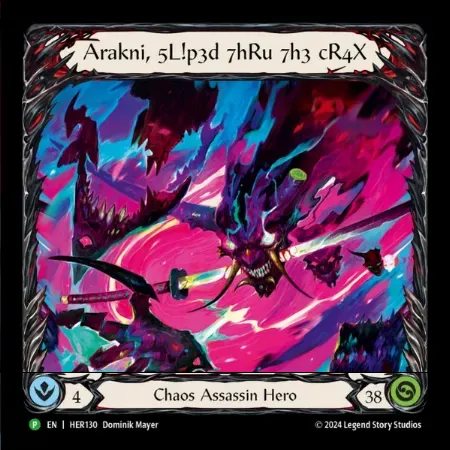 Arakni, 5L!p3d 7hRu 7h3 cR4X
4 Chaos Assassin Hero 38
P EN | HER130 Dominik Mayer © 2024 Legend Story Studios